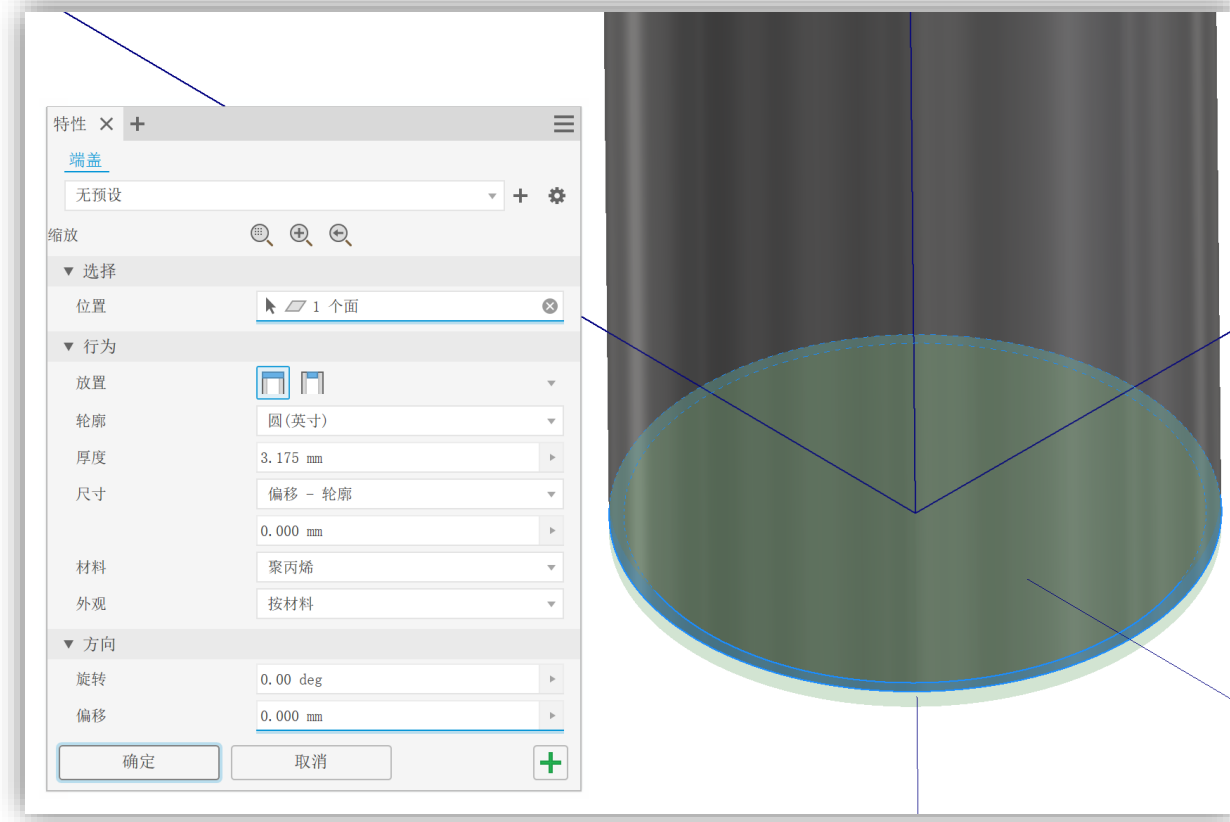 特性
端盖
无预设
缩放
选择
位置 1 个面
行为
放置
轮廓 圆(英寸)
厚度 3.175 mm
尺寸 偏移 - 轮廓
0.000 mm
材料 聚丙烯
外观 按材料
方向
旋转 0.00 deg
偏移 0.000 mm
确定 取消